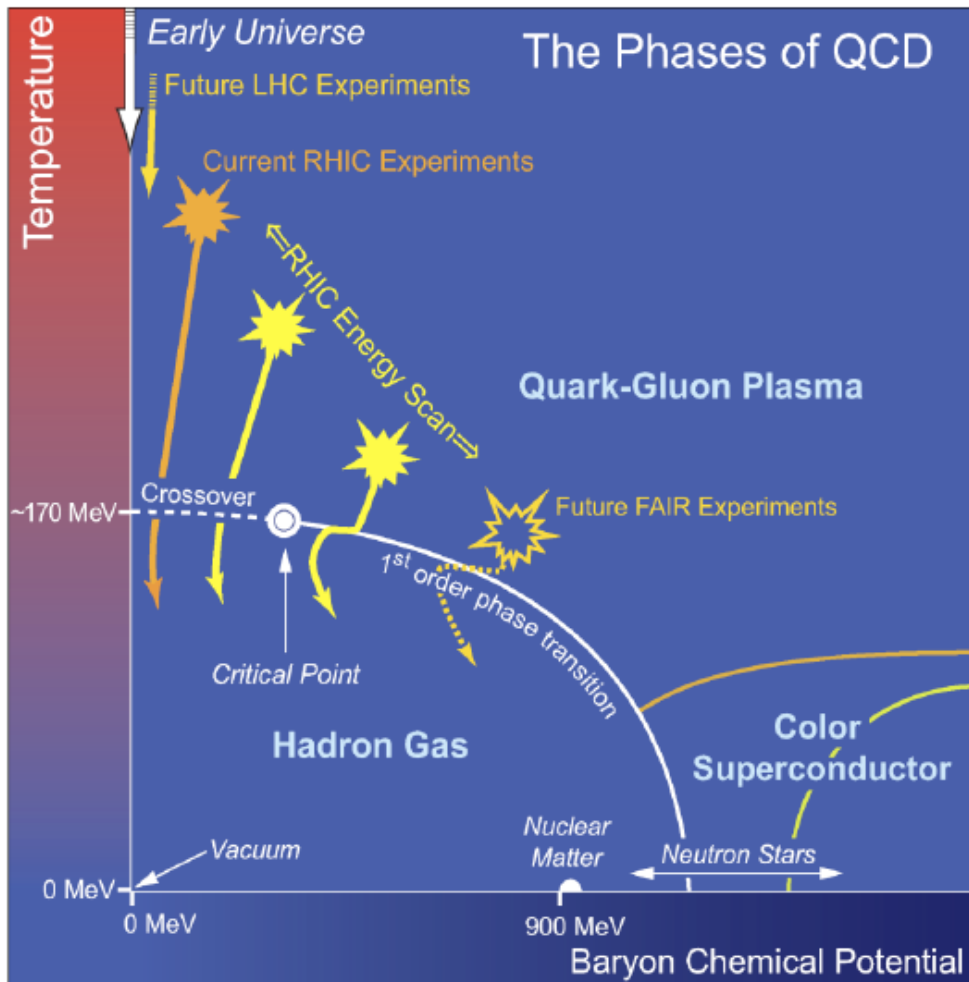 Temperature
Early Universe
The Phases of QCD
Future LHC Experiments
Current RHIC Experiments
⇐RHIC Energy Scan⇒
Quark-Gluon Plasma
Crossover
~170 MeV
Future FAIR Experiments
1st order phase transition
Critical Point
Hadron Gas
Color
Superconductor
Nuclear
Matter
Neutron Stars
Vacuum
0 MeV
0 MeV
900 MeV
Baryon Chemical Potential